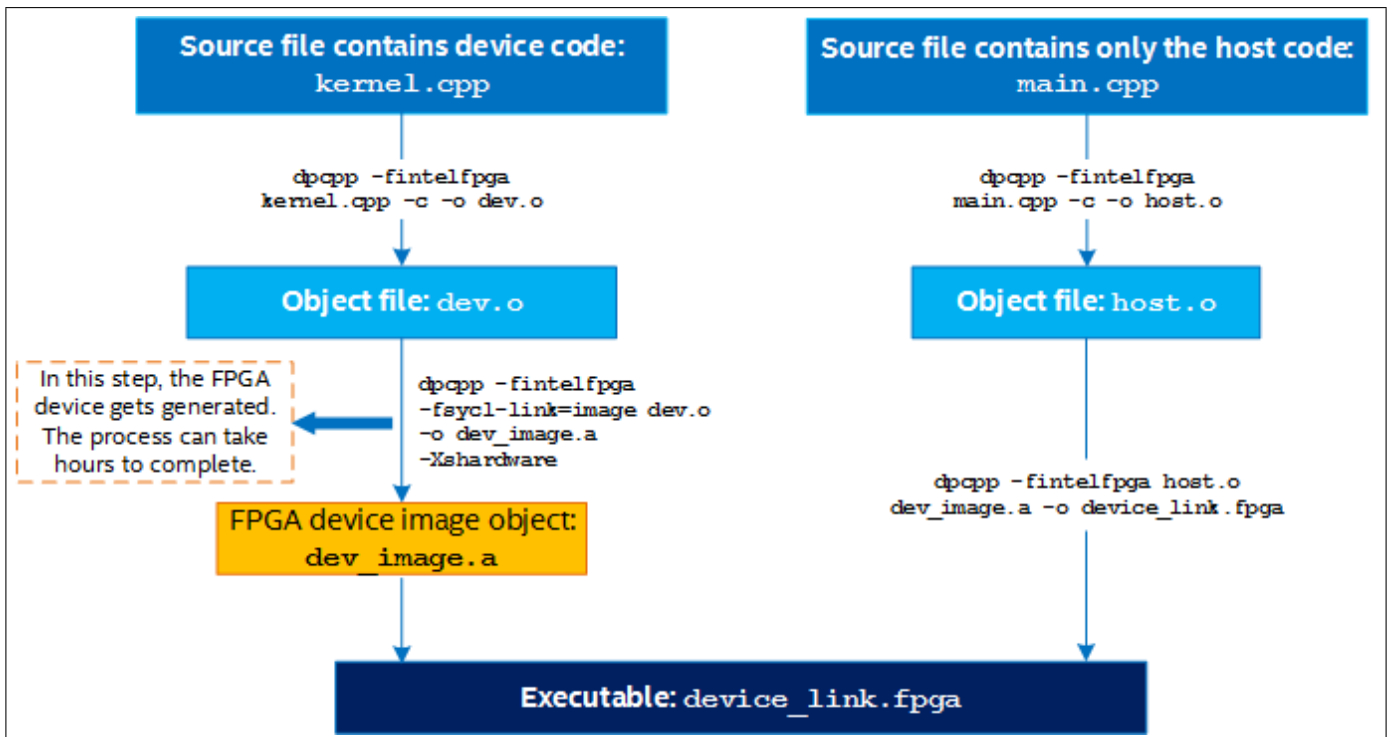 Source file contains device code:
kernel.cpp
dpcpp -fintelfpga
kernel.cpp -c -o dev.o
Object file: dev.o
In this step, the FPGA
device gets generated.
The process can take
hours to complete.
dpcpp -fintelfpga
-fsycl-link=image dev.o
-o dev_image.a
-Xshardware
FPGA device image object:
dev_image.a
Source file contains only the host code:
main.cpp
dpcpp -fintelfpga
main.cpp -c -o host.o
Object file: host.o
dpcpp -fintelfpga host.o
dev_image.a -o device_link.fpga
Executable: device_link.fpga